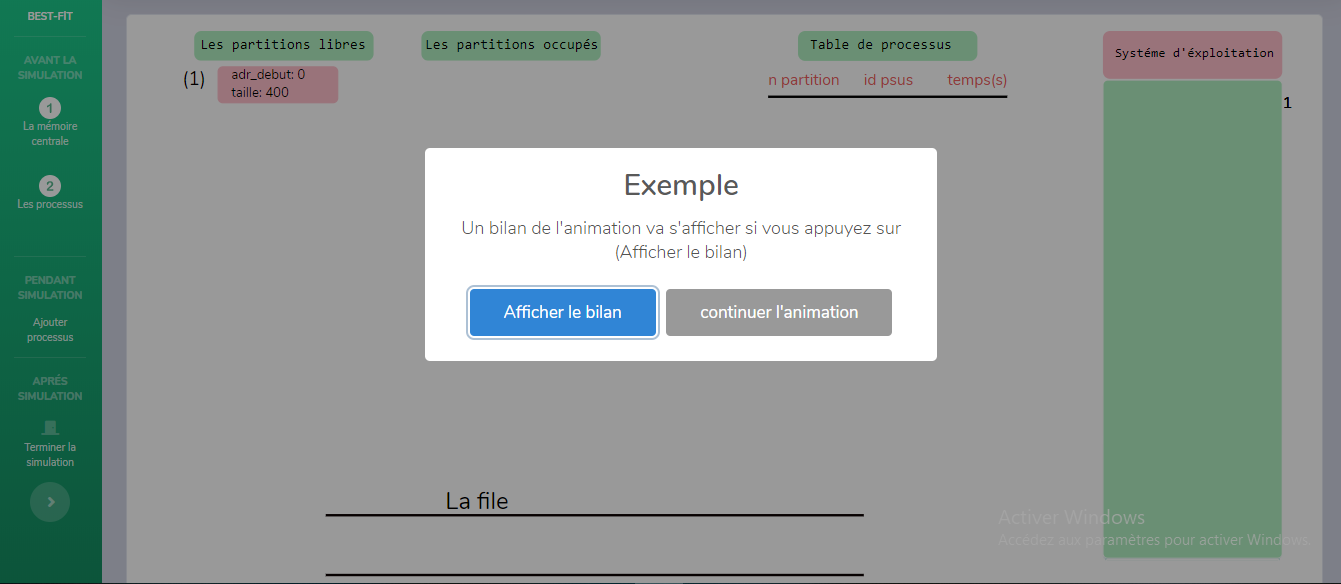 BEST-FIT
AVANT LA
SIMULATION
1
La mémoire
centrale
2
Les processus
PENDANT
SIMULATION
Ajouter
processus
APRÉS
SIMULATION
Terminer la
simulation
Les partitions libres
(1)
adr_debut: 0
taille: 400
Les partitions occupés
Table de processus
n partition id psus temps(s)
Systéme d'éxploitation
1
Exemple
Un bilan de l'animation va s'afficher si vous appuyez sur
(Afficher le bilan)
Afficher le bilan
continuer l'animation
La file
Activer Windows
Accédez aux paramètres pour activer Windows.